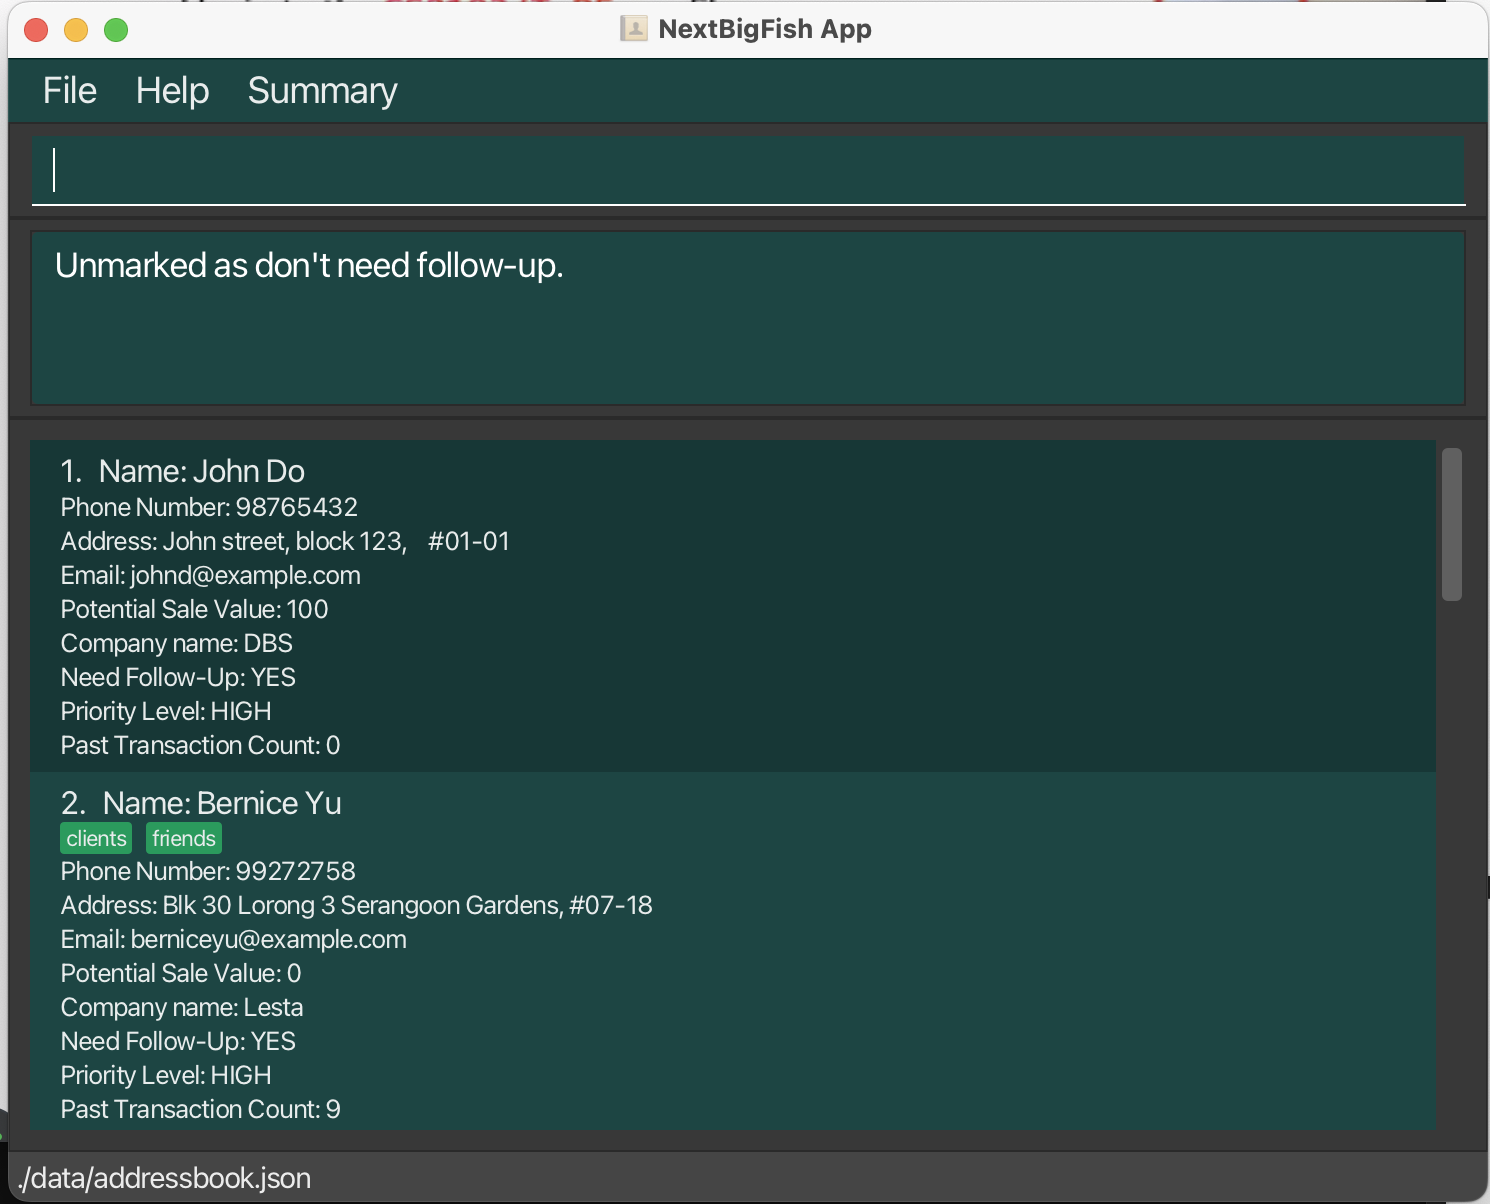 NextBigFish App
File Help Summary
Unmarked as don't need follow-up.
1. Name: John Do
Phone Number: 98765432
Address: John street, block 123, #01-01
Email: johnd@example.com
Potential Sale Value: 100
Company name: DBS
Need Follow-Up: YES
Priority Level: HIGH
Past Transaction Count: 0
2. Name: Bernice Yu
clients friends
Phone Number: 99272758
Address: Blk 30 Lorong 3 Serangoon Gardens, #07-18
Email: berniceyu@example.com
Potential Sale Value: 0
Company name: Lesta
Need Follow-Up: YES
Priority Level: HIGH
Past Transaction Count: 9
./data/addressbook.json